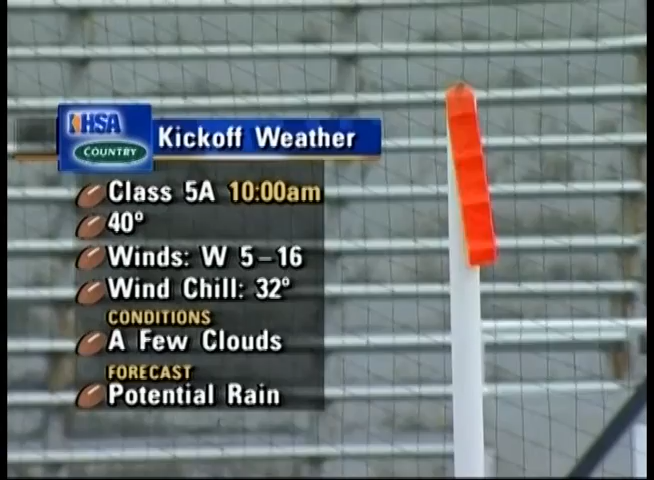 IHSA
COUNTRY
Kickoff Weather
Class 5A 10:00am
40°
Winds: W 5-16
Wind Chill: 32°
CONDITIONS
A Few Clouds
FORECAST
Potential Rain